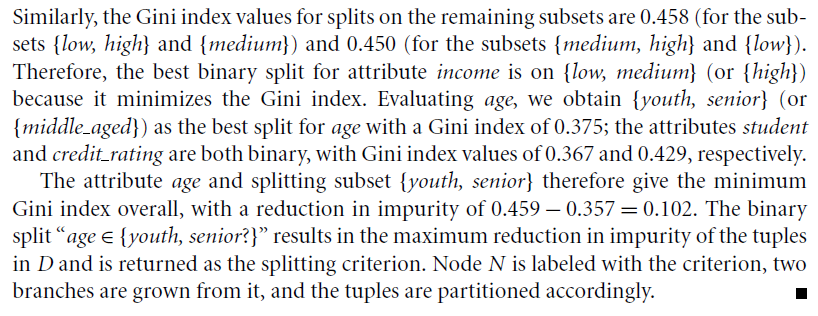 Similarly, the Gini index values for splits on the remaining subsets are 0.458 (for the sub-
sets {low, high} and {medium}) and 0.450 (for the subsets {medium, high} and {low}).
Therefore, the best binary split for attribute income is on {low, medium} (or {high})
because it minimizes the Gini index. Evaluating age, we obtain {youth, senior} (or
{middle_aged}) as the best split for age with a Gini index of 0.375; the attributes student
and credit_rating are both binary, with Gini index values of 0.367 and 0.429, respectively.
The attribute age and splitting subset {youth, senior} therefore give the minimum
Gini index overall, with a reduction in impurity of 0.459 − 0.357 = 0.102. The binary
split “age ∈ {youth, senior?}” results in the maximum reduction in impurity of the tuples
in D and is returned as the splitting criterion. Node N is labeled with the criterion, two
branches are grown from it, and the tuples are partitioned accordingly. ■